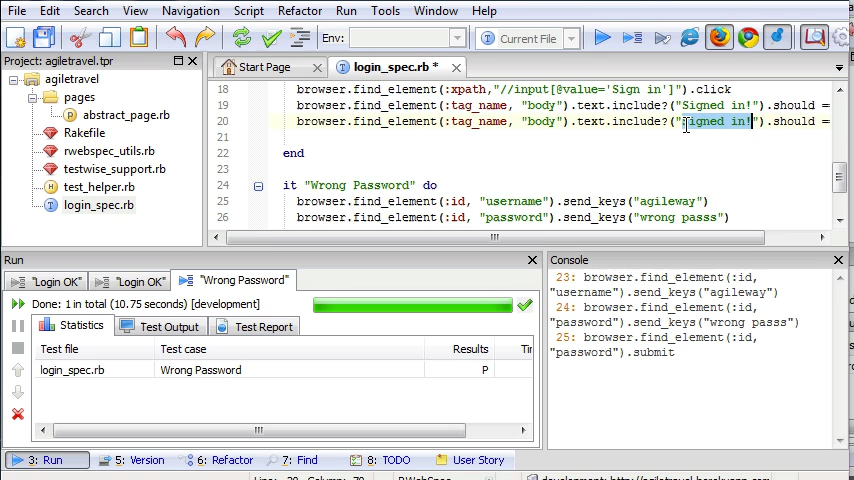 File Edit Search Abstract View Navigation Script Refactor Run Tools Window Help
Env: Current File
Project: agiletravel.tpr
Start Page login_spec.rb *
agiletravel
pages
abstract_page.rb
Rakefile
rwebspec_utils.rb
testwise_support.rb
test_helper.rb
login_spec.rb
18 browser.find_element(:xpath,"//input[@value='Sign in']").click
19 browser.find_element(:tag_name, "body").text.include?("Signed in!").should =
20 browser.find_element(:tag_name, "body").text.include?("Signed in!").should =
21
22 end
23
24 it "Wrong Password" do
25 browser.find_element(:id, "username").send_keys("agileway")
26 browser.find_element(:id, "password").send_keys("wrong passs")
Run
"Login OK" "Login OK" "Wrong Password"
Done: 1 in total (10.75 seconds) [development]
Statistics Test Output Test Report
Test file Test case Results
login_spec.rb Wrong Password P
Console
23: browser.find_element(:id,
"username").send_keys("agileway")
24: browser.find_element(:id,
"password").send_keys("wrong passs")
25: browser.find_element(:id,
"password").submit
3: Run 5: Version 6: Refactor 7: Find 8: TODO User Story